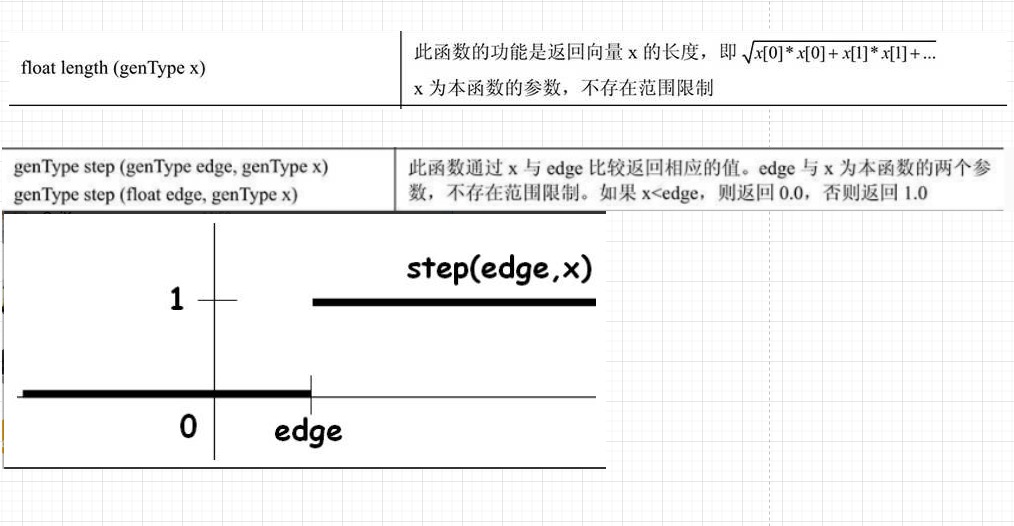 float length (genType x)
此函数的功能是返回向量 x 的长度，即 √x[0]*x[0]+x[1]*x[1]+...
x 为本函数的参数，不存在范围限制
genType step (genType edge, genType x)
genType step (float edge, genType x)
此函数通过 x 与 edge 比较返回相应的值。edge 与 x 为本函数的两个参
数，不存在范围限制。如果 x<edge，则返回 0.0，否则返回 1.0
step(edge,x)
1
0
edge